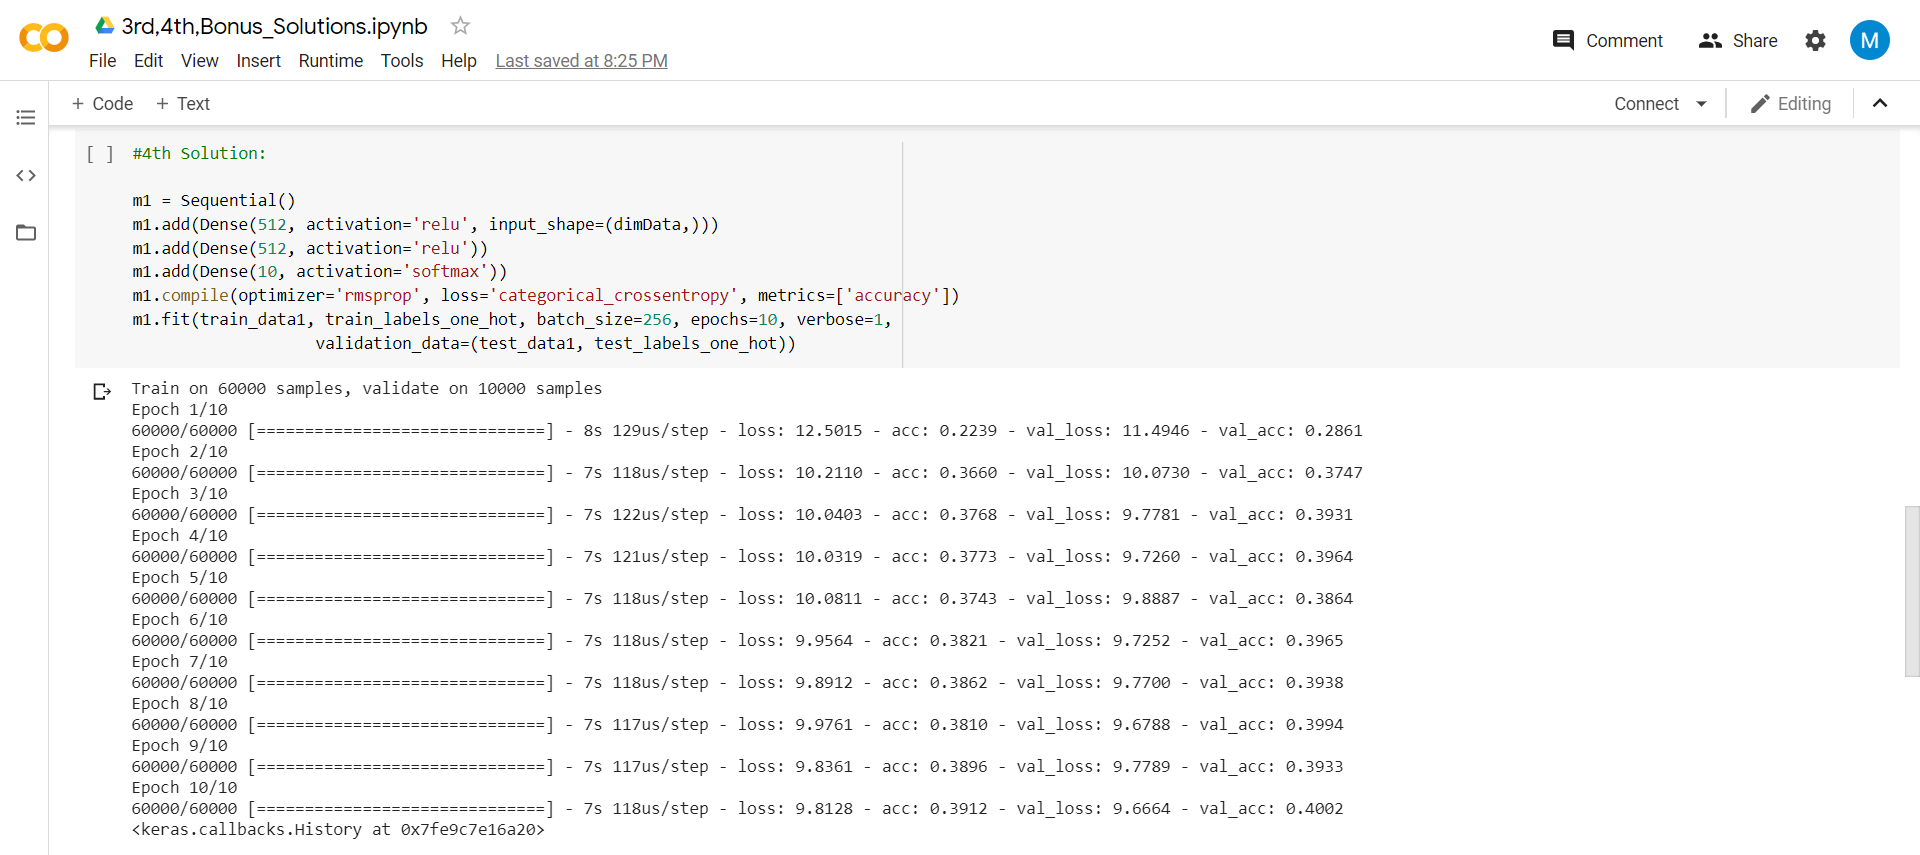 3rd,4th,Bonus_Solutions.ipynb
File Edit View Insert Runtime Tools Help Last saved at 8:25 PM
Comment Share M
+ Code + Text
Connect Editing
[ ] #4th Solution:
m1 = Sequential()
m1.add(Dense(512, activation='relu', input_shape=(dimData,)))
m1.add(Dense(512, activation='relu'))
m1.add(Dense(10, activation='softmax'))
m1.compile(optimizer='rmsprop', loss='categorical_crossentropy', metrics=['accuracy'])
m1.fit(train_data1, train_labels_one_hot, batch_size=256, epochs=10, verbose=1,
validation_data=(test_data1, test_labels_one_hot))
Train on 60000 samples, validate on 10000 samples
Epoch 1/10
60000/60000 [==============================] - 8s 129us/step - loss: 12.5015 - acc: 0.2239 - val_loss: 11.4946 - val_acc: 0.2861
Epoch 2/10
60000/60000 [==============================] - 7s 118us/step - loss: 10.2110 - acc: 0.3660 - val_loss: 10.0730 - val_acc: 0.3747
Epoch 3/10
60000/60000 [==============================] - 7s 122us/step - loss: 10.0403 - acc: 0.3768 - val_loss: 9.7781 - val_acc: 0.3931
Epoch 4/10
60000/60000 [==============================] - 7s 121us/step - loss: 10.0319 - acc: 0.3773 - val_loss: 9.7260 - val_acc: 0.3964
Epoch 5/10
60000/60000 [==============================] - 7s 118us/step - loss: 10.0811 - acc: 0.3743 - val_loss: 9.8887 - val_acc: 0.3864
Epoch 6/10
60000/60000 [==============================] - 7s 118us/step - loss: 9.9564 - acc: 0.3821 - val_loss: 9.7252 - val_acc: 0.3965
Epoch 7/10
60000/60000 [==============================] - 7s 118us/step - loss: 9.8912 - acc: 0.3862 - val_loss: 9.7700 - val_acc: 0.3938
Epoch 8/10
60000/60000 [==============================] - 7s 117us/step - loss: 9.9761 - acc: 0.3810 - val_loss: 9.6788 - val_acc: 0.3994
Epoch 9/10
60000/60000 [==============================] - 7s 117us/step - loss: 9.8361 - acc: 0.3896 - val_loss: 9.7789 - val_acc: 0.3933
Epoch 10/10
60000/60000 [==============================] - 7s 118us/step - loss: 9.8128 - acc: 0.3912 - val_loss: 9.6664 - val_acc: 0.4002
<keras.callbacks.History at 0x7fe9c7e16a20>